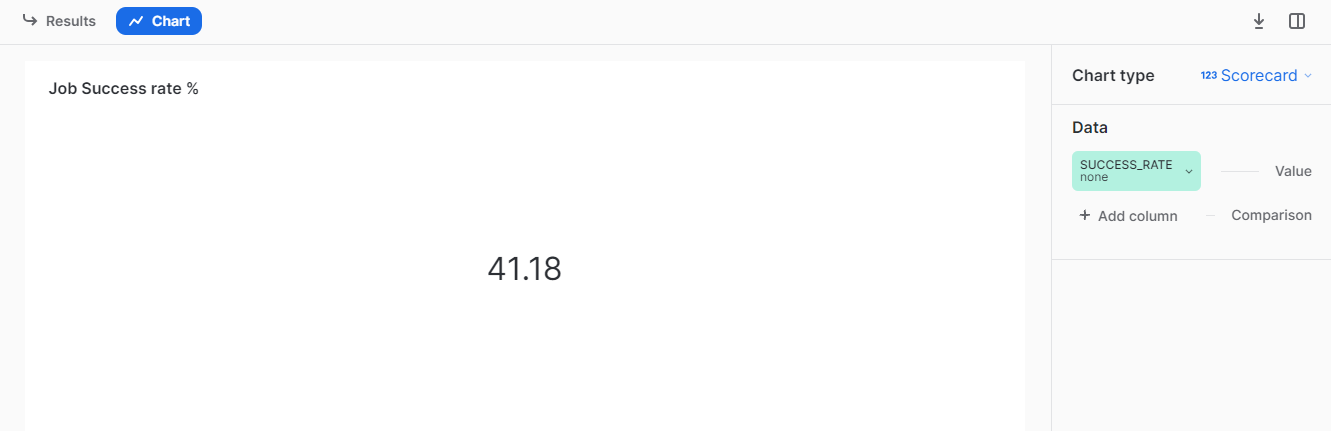 Results
Chart
Job Success rate %
41.18
Chart type
123 Scorecard
Data
SUCCESS_RATE
none
Value
+ Add column
Comparison